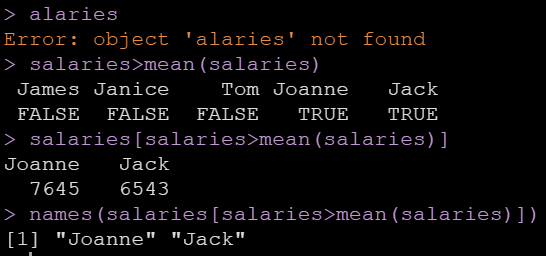 > alaries
Error: object 'alaries' not found
> salaries>mean(salaries)
 James Janice    Tom Joanne   Jack
 FALSE  FALSE  FALSE   TRUE   TRUE
> salaries[salaries>mean(salaries)]
Joanne   Jack
  7645   6543
> names(salaries[salaries>mean(salaries)])
[1] "Joanne" "Jack"